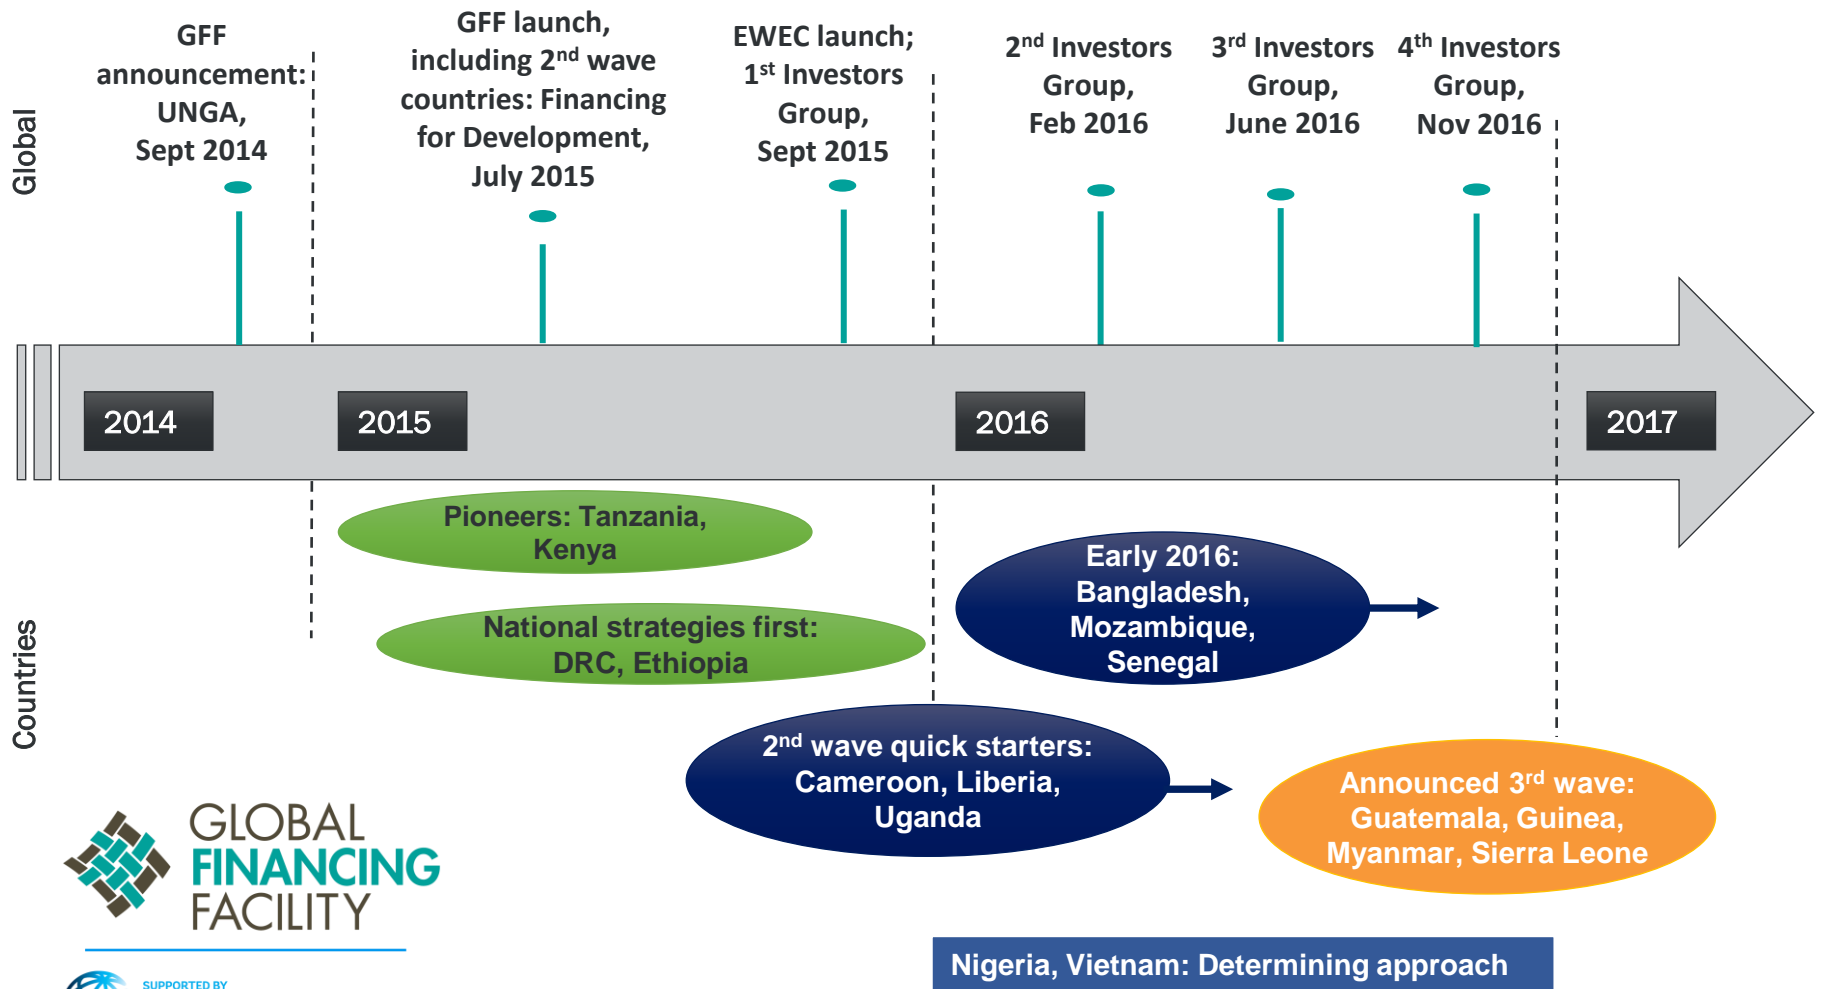 GFF
announcement:
UNGA,
Sept 2014
GFF launch,
including 2nd wave
countries: Financing
for Development,
July 2015
EWEC launch;
1st Investors
Group,
Sept 2015
2nd Investors
Group,
Feb 2016
3rd Investors
Group,
June 2016
4th Investors
Group,
Nov 2016
Global
2014
2015
2016
2017
Countries
Pioneers: Tanzania,
Kenya
National strategies first:
DRC, Ethiopia
Early 2016:
Bangladesh,
Mozambique,
Senegal
2nd wave quick starters:
Cameroon, Liberia,
Uganda
Announced 3rd wave:
Guatemala, Guinea,
Myanmar, Sierra Leone
Nigeria, Vietnam: Determining approach
GLOBAL
FINANCING
FACILITY
SUPPORTED BY